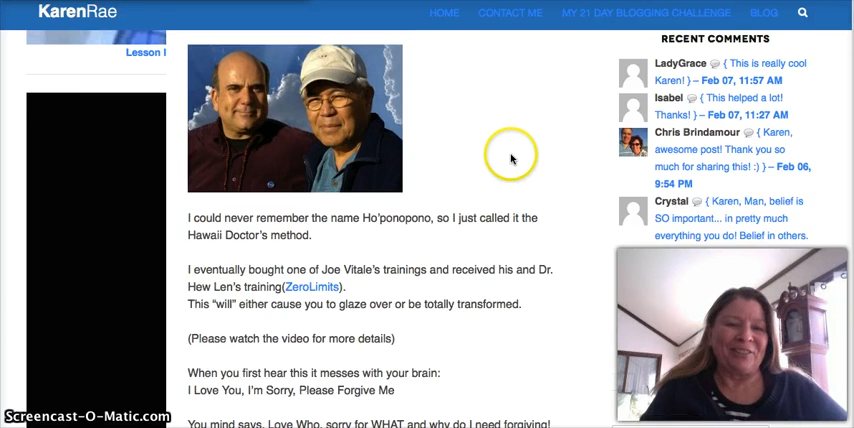 KarenRae
HOME CONTACT ME MY 21 DAY BLOGGING CHALLENGE BLOG
Lesson I
I could never remember the name Ho'ponopono, so I just called it the
Hawaii Doctor's method.
I eventually bought one of Joe Vitale's trainings and received his and Dr.
Hew Len's training(ZeroLimits).
This “will” either cause you to glaze over or be totally transformed.
(Please watch the video for more details)
When you first hear this it messes with your brain:
I Love You, I'm Sorry, Please Forgive Me
You mind says, Love Who, sorry for WHAT and why do I need forgiving!
RECENT COMMENTS
LadyGrace { This is really cool
Karen! } – Feb 07, 11:57 AM
Isabel { This helped a lot!
Thanks! } – Feb 07, 11:27 AM
Chris Brindamour { Karen,
awesome post! Thank you so
much for sharing this! :) } – Feb 06,
9:54 PM
Crystal { Karen, Man, belief is
SO important... in pretty much
everything you do! Belief in others.
Screencast-O-Matic.com